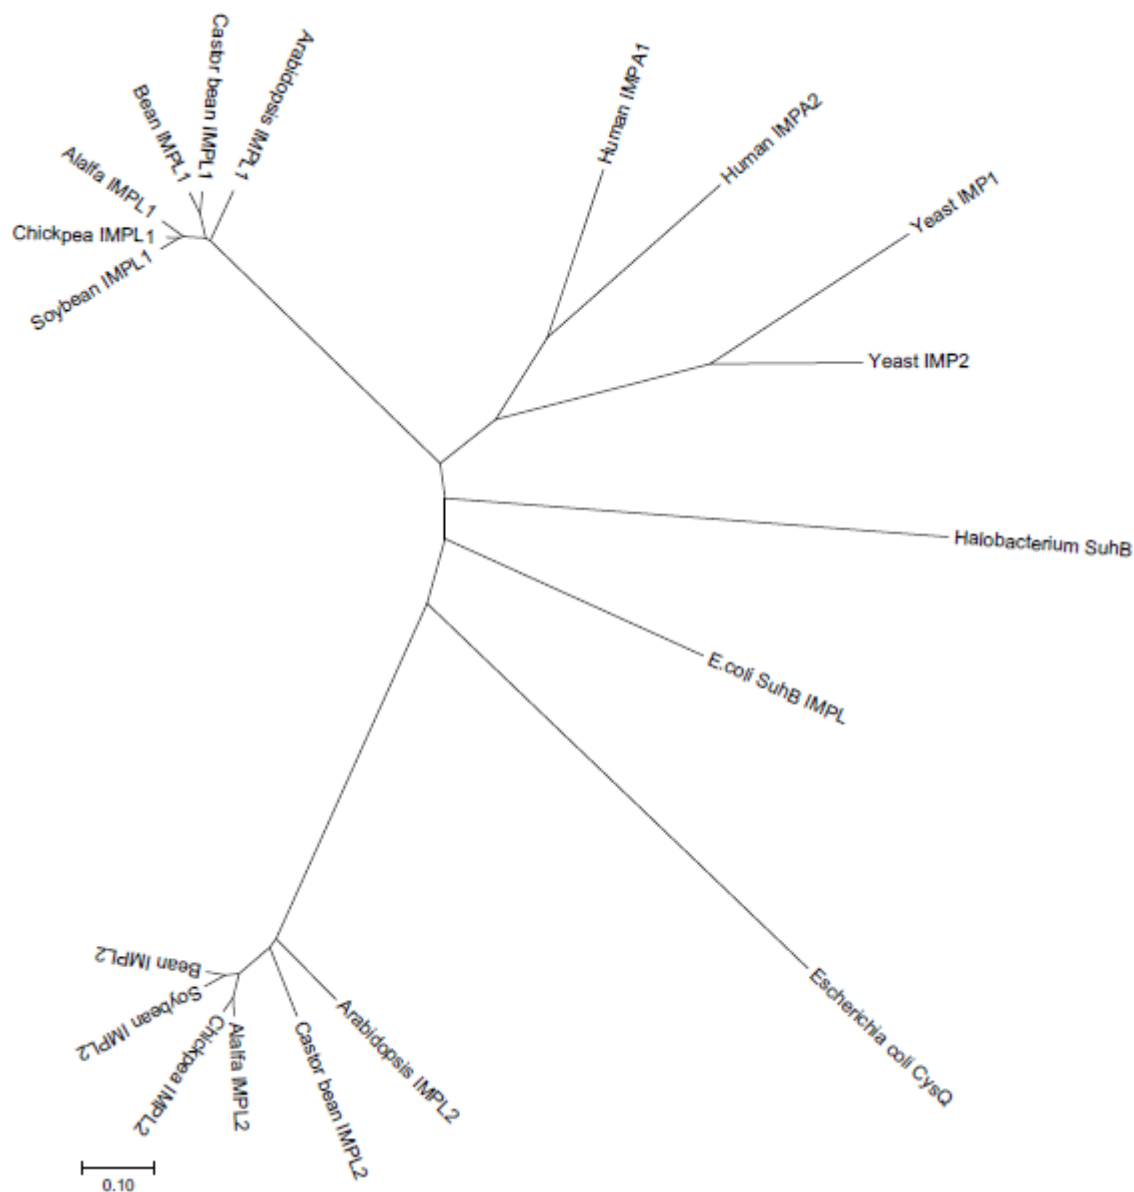 Castor bean IMPL1
Arabidopsis IMPL1
Bean IMPL1
Alalfa IMPL1
Chickpea IMPL1
Soybean IMPL1
Human IMPA1
Human IMPA2
Yeast IMP1
Yeast IMP2
Halobacterium SuhB
E.coli SuhB IMPL
Escherichia coli CysQ
Arabidopsis IMPL2
Castor bean IMPL2
Alalfa IMPL2
Chickpea IMPL2
Soybean IMPL2
Bean IMPL2
0.10